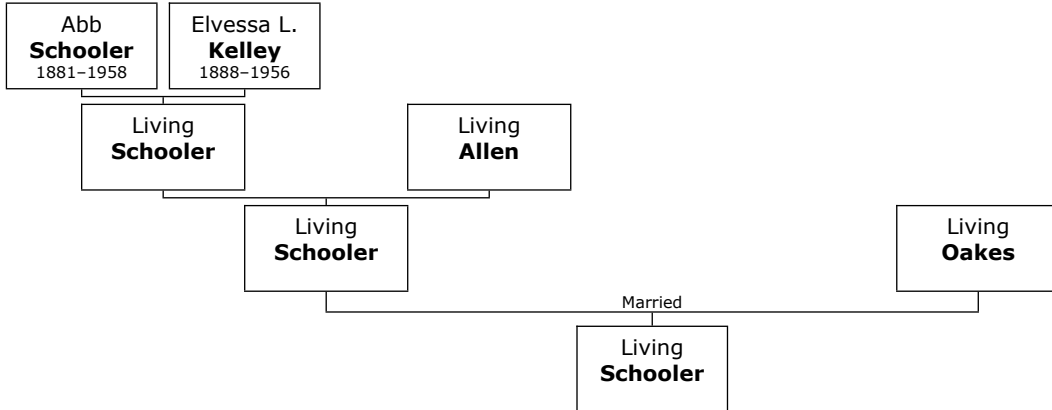 Abb
Schooler
1881–1958
Elvessa L.
Kelley
1888–1956
Living
Schooler
Living
Allen
Living
Schooler
Living
Oakes
Married
Living
Schooler